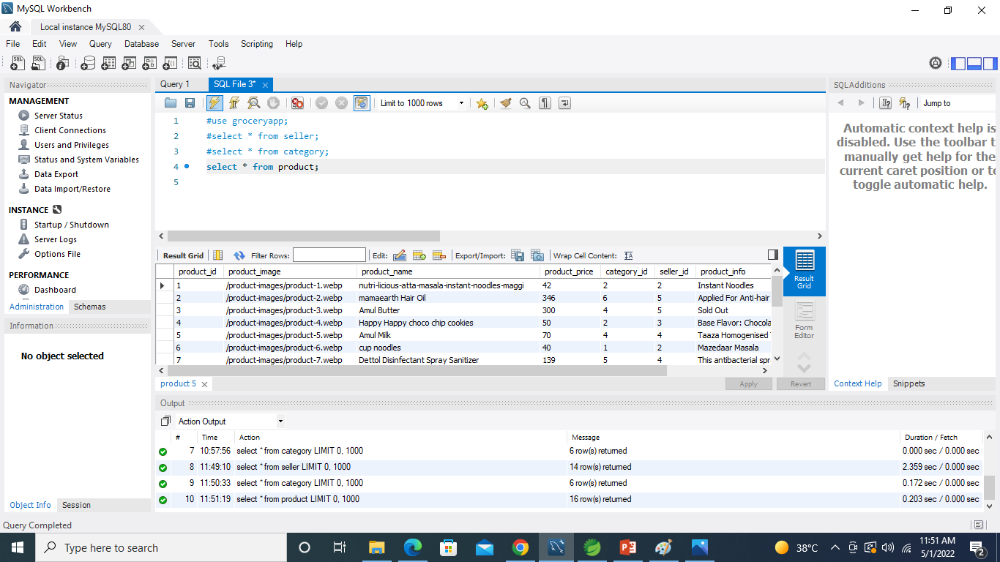 MySQL Workbench
Local instance MySQL80
File Edit View Query Database Server Tools Scripting Help
Navigator
MANAGEMENT
Server Status
Client Connections
Users and Privileges
Status and System Variables
Data Export
Data Import/Restore
INSTANCE
Startup / Shutdown
Server Logs
Options File
PERFORMANCE
Dashboard
Administration Schemas
Information
No object selected
Object Info Session
Query 1 SQL File 3*
Limit to 1000 rows
1 #use groceryapp;
2 #select * from seller;
3 #select * from category;
4 select * from product;
5
Result Grid Filter Rows: Edit: Export/Import: Wrap Cell Content:
product_id product_image product_name product_price category_id seller_id product_info
1 /product-images/product-1.webp nutri-licious-atta-masala-instant-noodles-maggi 42 2 2 Instant Noodles
2 /product-images/product-2.webp mamaearth Hair Oil 346 6 5 Applied For Anti-hair
3 /product-images/product-3.webp Amul Butter 300 4 5 Sold Out
4 /product-images/product-4.webp Happy Happy choco chip cookies 50 2 3 Base Flavor: Chocola
5 /product-images/product-5.webp Amul Milk 70 4 4 Taaza Homogenised
6 /product-images/product-6.webp cup noodles 40 1 2 Mazedaar Masala
7 /product-images/product-7.webp Dettol Disinfectant Spray Sanitizer 139 5 4 This antibacterial spr
Result
Grid
Form
Editor
product 5 Apply Revert
SQLAdditions
Jump to
Automatic context help is
disabled. Use the toolbar t
manually get help for the
current caret position or to
toggle automatic help.
Context Help Snippets
Output
Action Output
# Time Action Message Duration / Fetch
7 10:57:56 select * from category LIMIT 0, 1000 6 row(s) returned 0.000 sec / 0.000 sec
8 11:49:10 select * from seller LIMIT 0, 1000 14 row(s) returned 2.359 sec / 0.000 sec
9 11:50:33 select * from category LIMIT 0, 1000 6 row(s) returned 0.172 sec / 0.000 sec
10 11:51:19 select * from product LIMIT 0, 1000 16 row(s) returned 0.203 sec / 0.000 sec
Query Completed
Type here to search
38°C
11:51 AM
5/1/2022
2